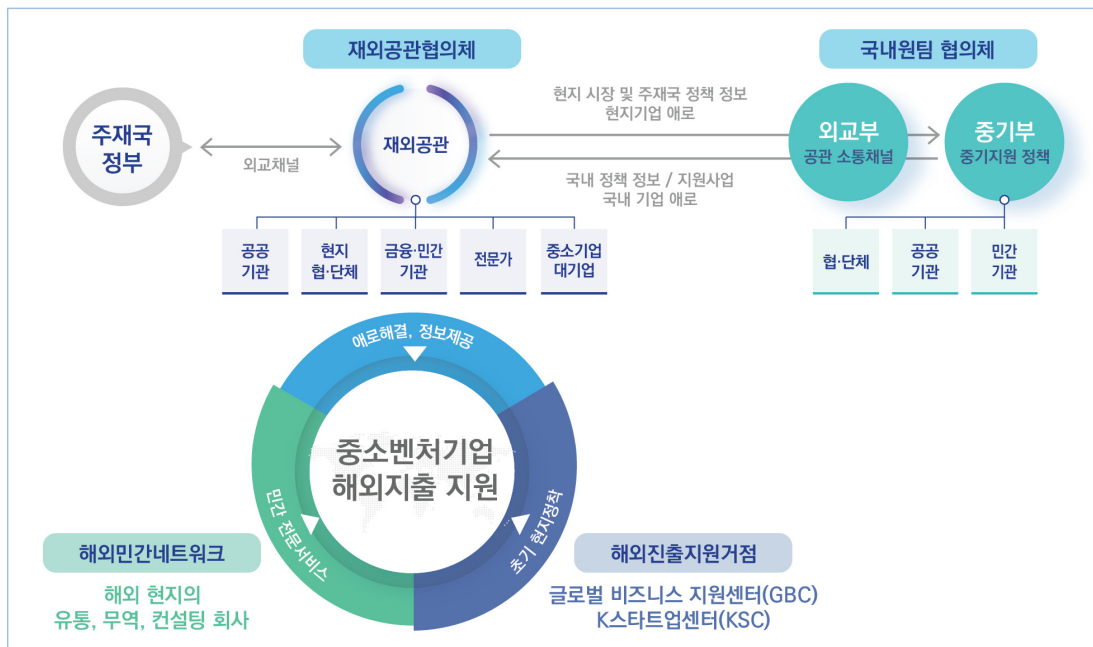 재외공관협의체
국내원팀 협의체
주재국
정부
외교채널
재외공관
현지 시장 및 주재국 정책 정보
현지기업 애로
국내 정책 정보 / 지원사업
국내 기업 애로
외교부
공관 소통채널
중기부
중기지원 정책
공공
기관
현지
협·단체
금융·민간
기관
전문가
중소기업
대기업
협·단체
공공
기관
민간
기관
애로해결, 정보제공
중소벤처기업
해외지출 지원
민간 전문서비스
초기 현지정착
해외민간네트워크
해외 현지의
유통, 무역, 컨설팅 회사
해외진출지원거점
글로벌 비즈니스 지원센터(GBC)
K스타트업센터(KSC)